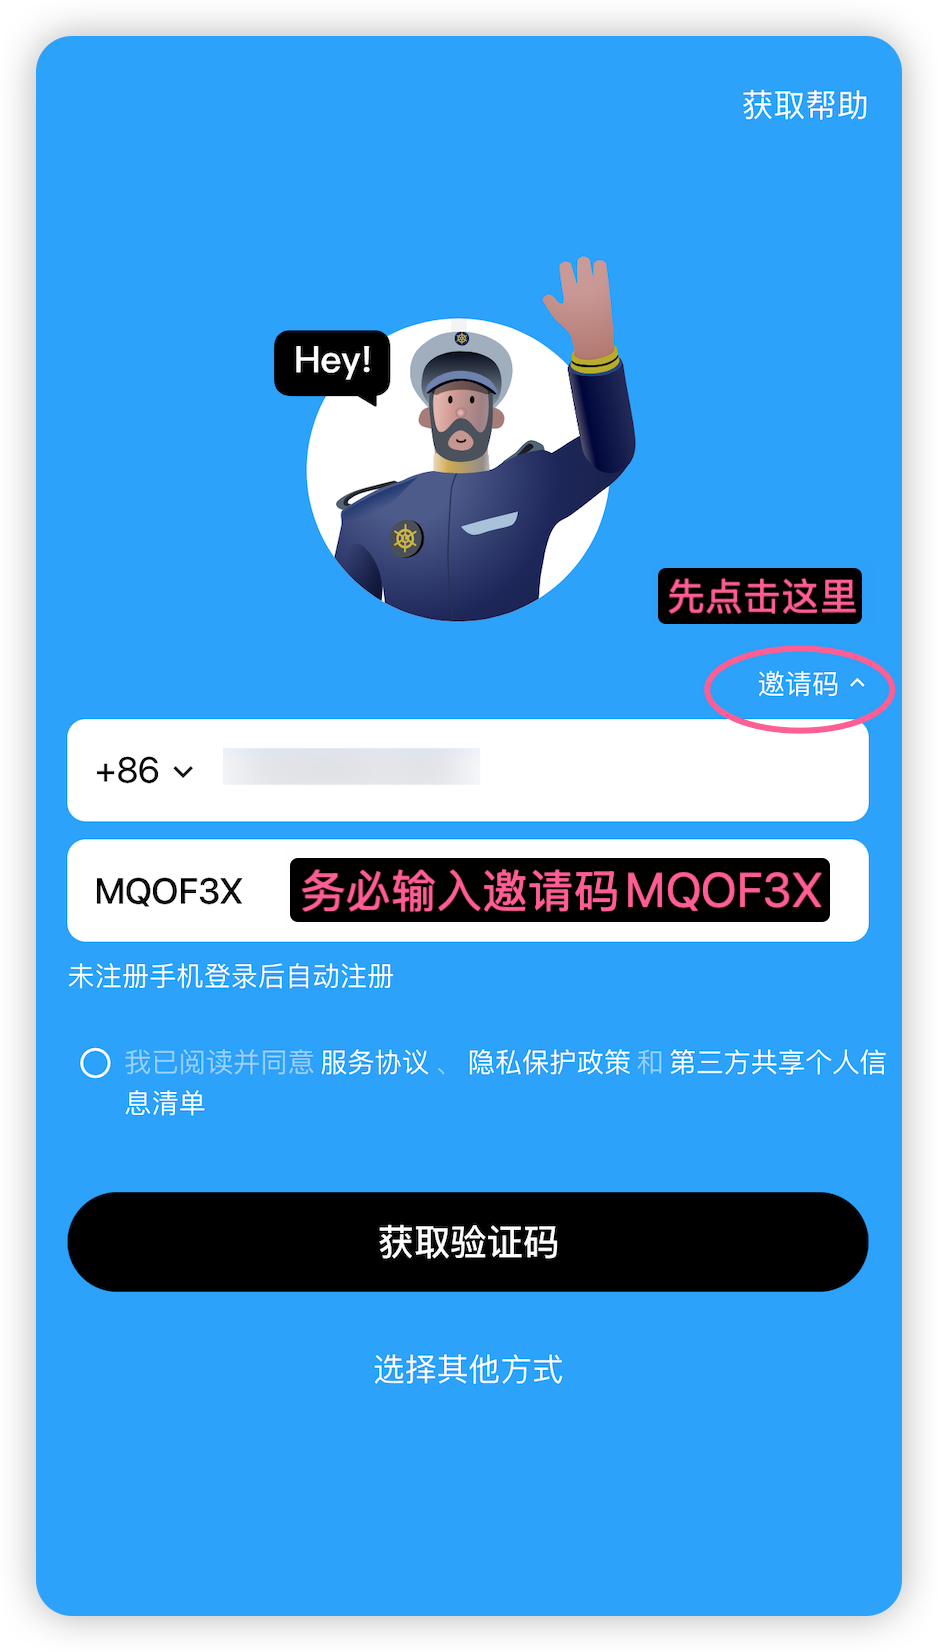 获取帮助
Hey!
先点击这里
邀请码
+86
MQOF3X
务必输入邀请码MQOF3X
未注册手机登录后自动注册
我已阅读并同意 服务协议 、 隐私保护政策 和 第三方共享个人信
息清单
获取验证码
选择其他方式